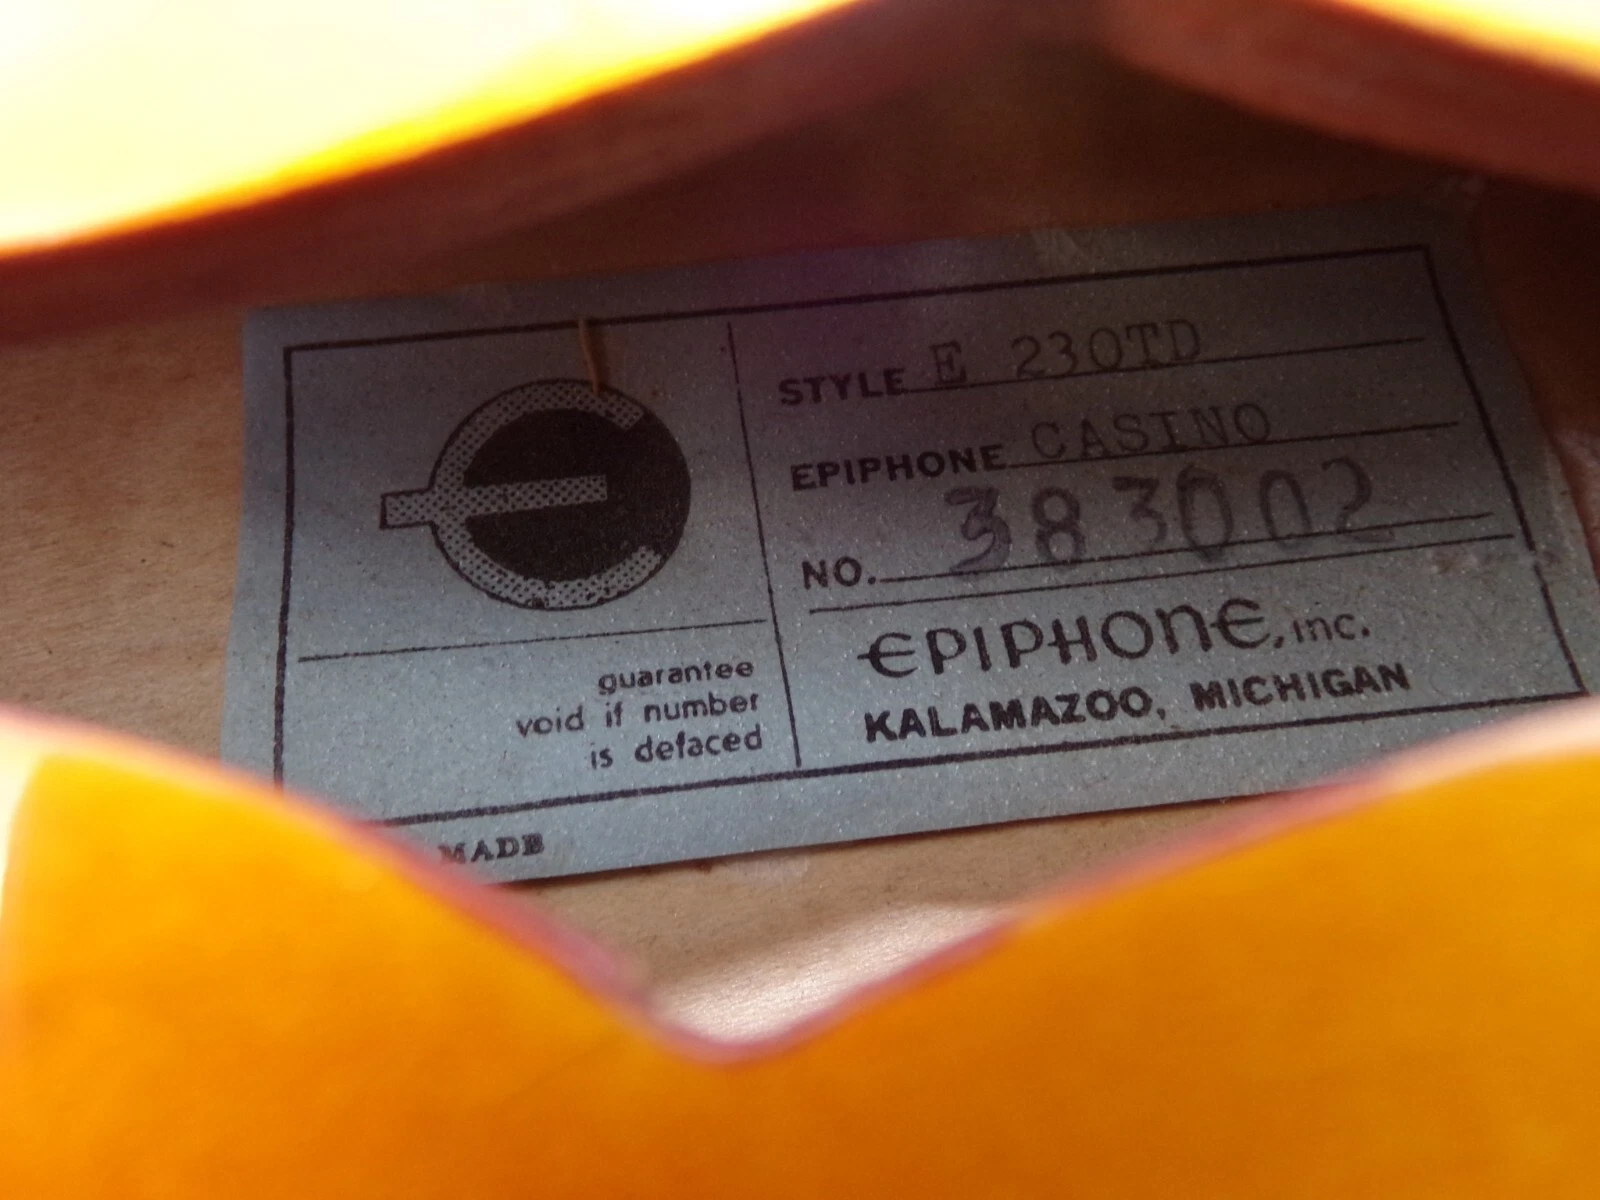 STYLE E 230TD
EPIPHONE CASINO
NO. 383002
EPIPHONE, inc.
KALAMAZOO, MICHIGAN
guarantee
void if number
is defaced
MADE